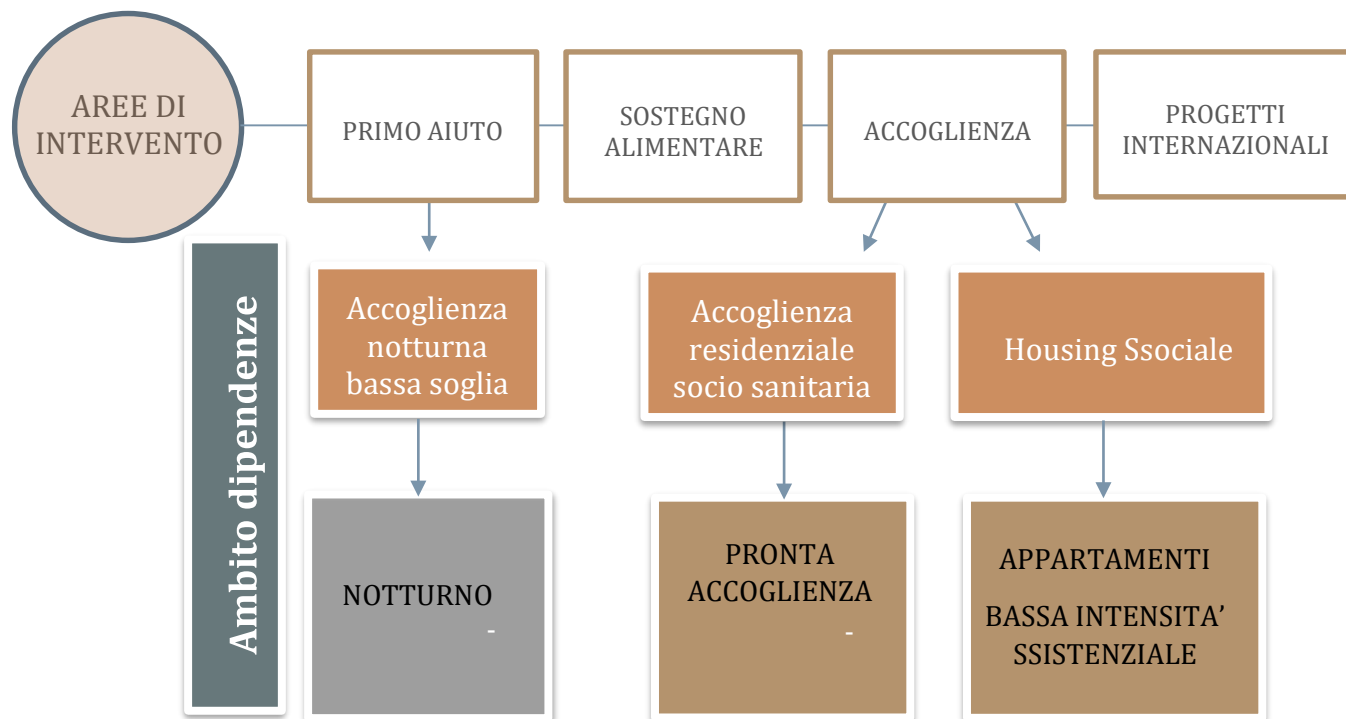 AREE DI
INTERVENTO
PRIMO AIUTO
SOSTEGNO
ALIMENTARE
ACCOGLIENZA
PROGETTI
INTERNAZIONALI
Ambito dipendenze
Accoglienza
notturna
bassa soglia
Accoglienza
residenziale
socio sanitaria
Housing Ssociale
NOTTURNO
-
PRONTA
ACCOGLIENZA
-
APPARTAMENTI
BASSA INTENSITA’
SSISTENZIALE